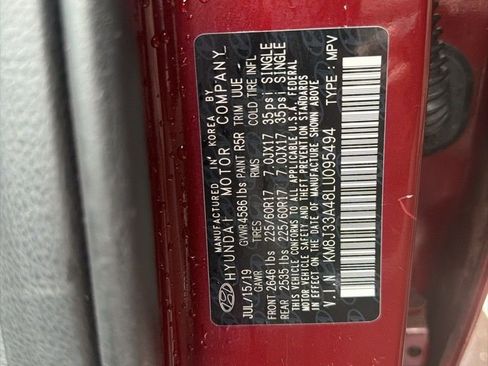 MANUFACTURED IN KOREA BY
HYUNDAI MOTOR COMPANY
JUL/15/19 GVWR 4586 lbs PAINT R5R TRIM UUE
GAWR TIRES RIMS COLD TIRE INFL
FRONT 2646 lbs 225/60R17 7.0JX17 35psi SINGLE
REAR 2535 lbs 225/60R17 7.0JX17 35psi SINGLE
THIS VEHICLE CONFORMS TO ALL APPLICABLE U.S.A. FEDERAL
MOTOR VEHICLE SAFETY AND THEFT PREVENTION STANDARDS
IN EFFECT ON THE DATE OF MANUFACTURE SHOWN ABOVE.
V.I.N : KM8J33A48LU095494 TYPE : MPV